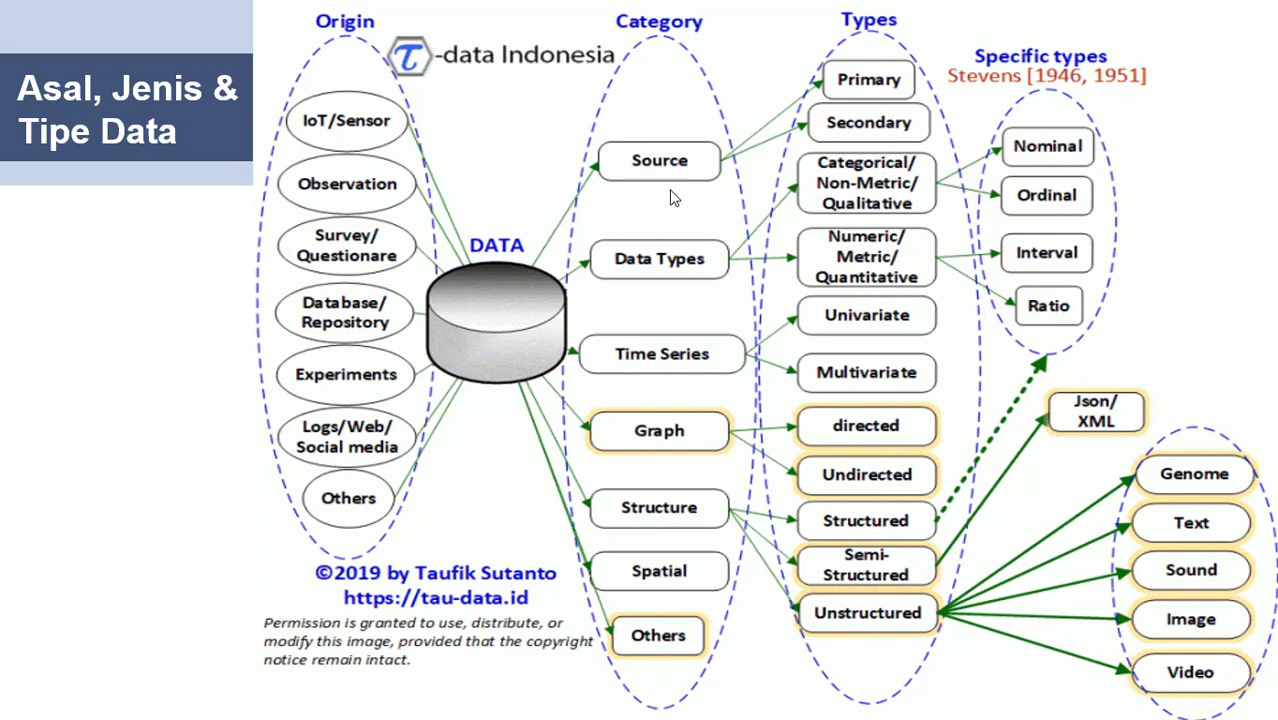 Asal, Jenis &
Tipe Data
Origin
τ-data Indonesia
IoT/Sensor
Observation
Survey/
Questionare
Database/
Repository
Experiments
Logs/Web/
Social media
Others
DATA
©2019 by Taufik Sutanto
https://tau-data.id
Permission is granted to use, distribute, or
modify this image, provided that the copyright
notice remain intact.
Category
Source
Data Types
Time Series
Graph
Structure
Spatial
Others
Types
Primary
Secondary
Categorical/
Non-Metric/
Qualitative
Numeric/
Metric/
Quantitative
Univariate
Multivariate
directed
Undirected
Structured
Semi-
Structured
Unstructured
Specific types
Stevens [1946, 1951]
Nominal
Ordinal
Interval
Ratio
Json/
XML
Genome
Text
Sound
Image
Video